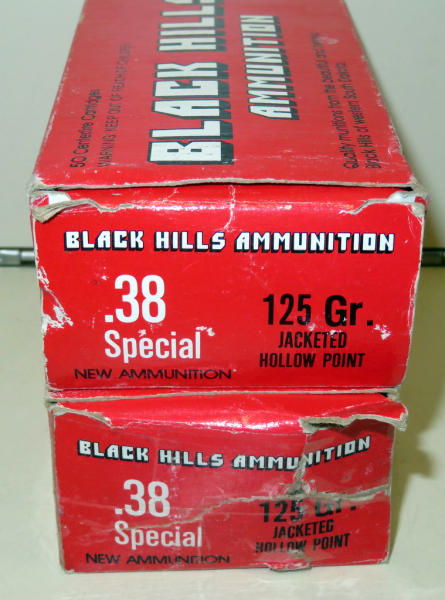 BLACK HILLS
AMMUNITION
50 Centerfire Cartridges
WARNING: KEEP OUT OF REACH OF CHILDREN
Quality munitions from the beautiful and
Black Hills of western South Dakota.
BLACK HILLS AMMUNITION
.38
Special
125 Gr.
JACKETED
HOLLOW POINT
NEW AMMUNITION
BLACK HILLS AMMUNITION
.38
Special
125 Gr.
JACKETED
HOLLOW POINT
NEW AMMUNITION